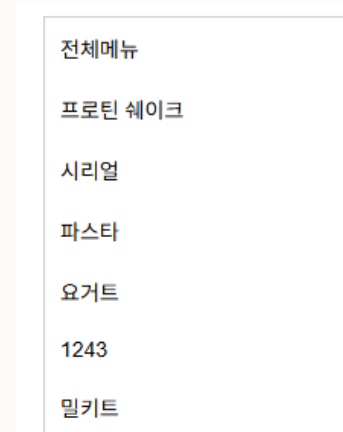 전체메뉴
프로틴 쉐이크
시리얼
파스타
요거트
1243
밀키트